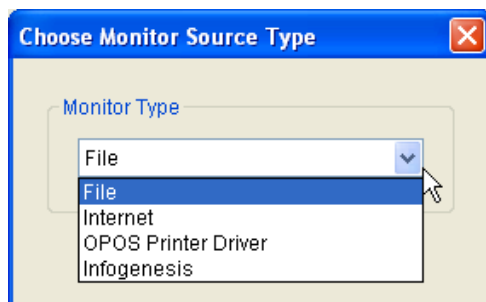 Choose Monitor Source Type
Monitor Type
File
File
Internet
OPOS Printer Driver
Infogenesis